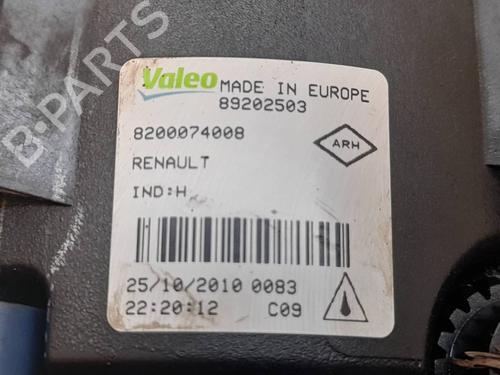 B-PARTS
Valeo MADE IN EUROPE
89202503
8200074008
ARH
RENAULT
IND:H
25/10/2010 0083
22:20:12 C09